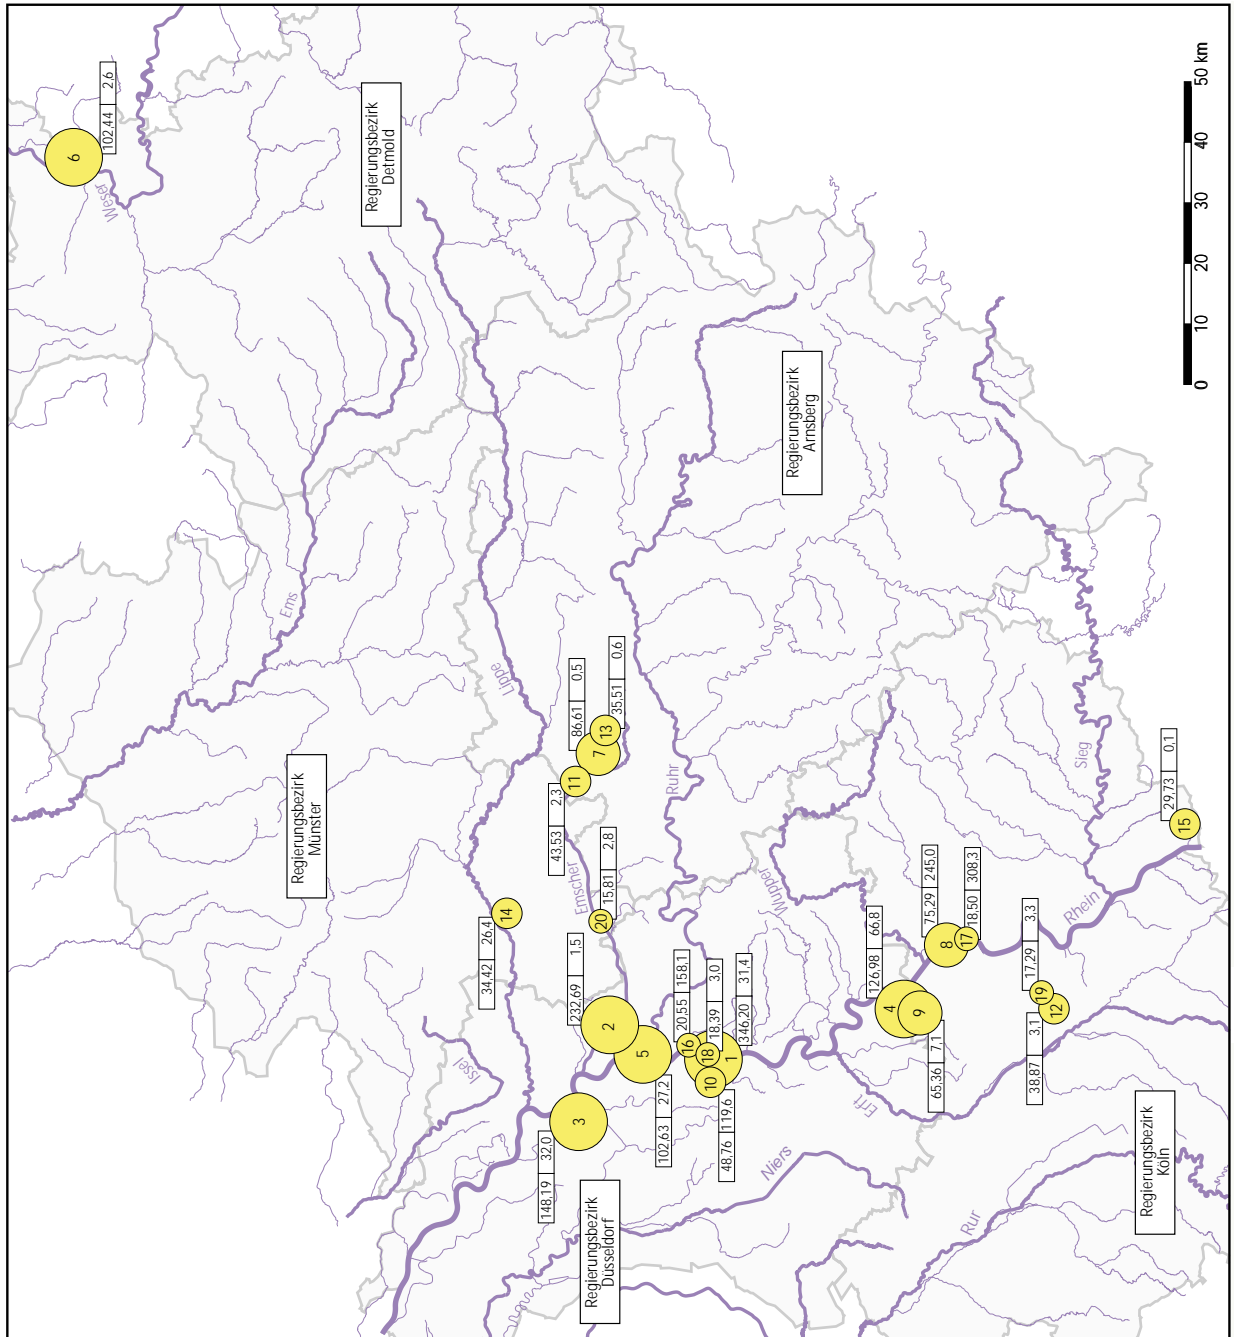 6
102,44 2,6
Weser
Regierungsbezirk
Detmold
50 km
40
30
20
10
0
Regierungsbezirk
Arnsberg
Ems
Lippe
Regierungsbezirk
Münster
86,61 0,5
7
13
35,51 0,6
11
43,53 2,3
Emscher
20
15,81 2,8
Ruhr
14
34,42 26,4
232,69 1,5
2
5
102,63 27,2
3
148,19 32,0
Issel
16
20,55 158,1
18
18,39 3,0
1
346,20 31,4
10
48,76 119,6
Wupper
126,98 66,8
4
9
65,36 7,1
75,29 245,0
8
17
18,50 308,3
Sieg
29,73 0,1
15
Rhein
17,29 3,3
19
12
38,87 3,1
Erft
Niers
Rur
Regierungsbezirk
Düsseldorf
Regierungsbezirk
Köln